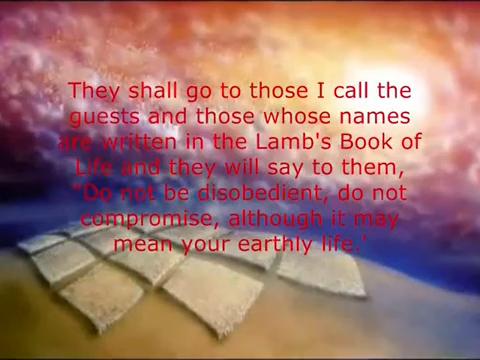 They shall go to those I call the
guests and those whose names
are written in the Lamb's Book of
Life and they will say to them,
"Do not be disobedient, do not
compromise, although it may
mean your earthly life.'